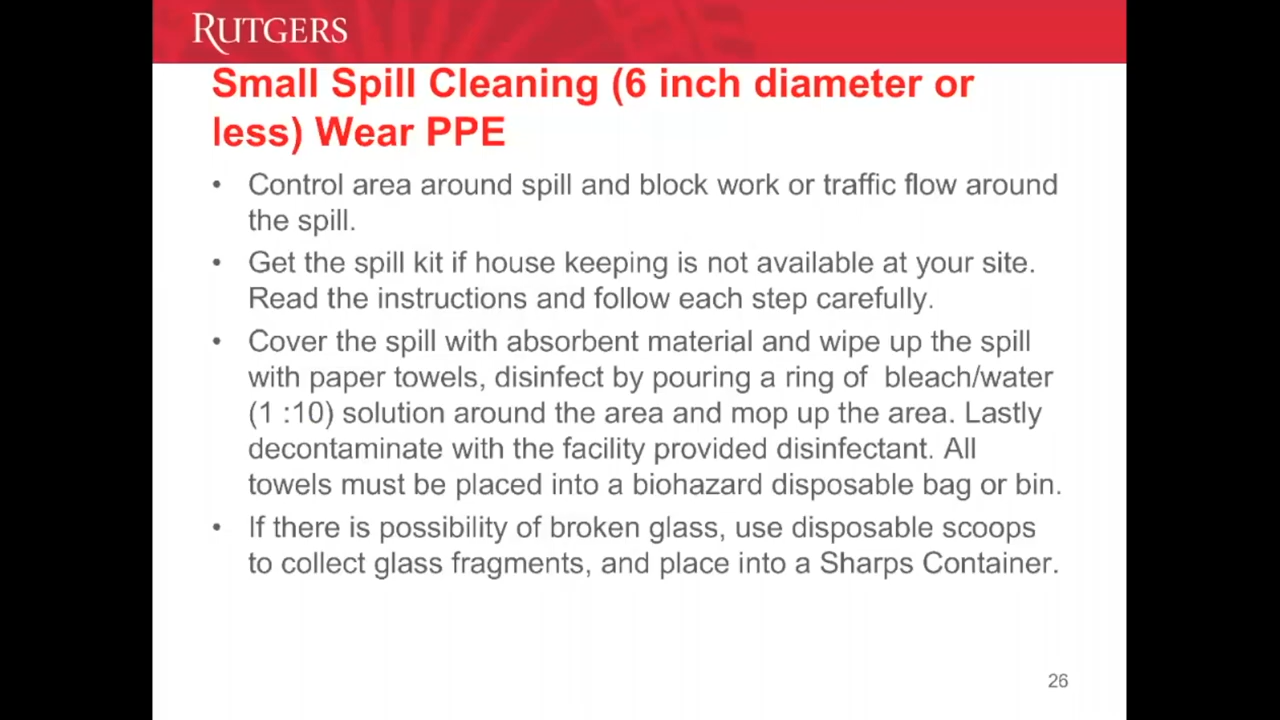 RUTGERS
Small Spill Cleaning (6 inch diameter or
less) Wear PPE
• Control area around spill and block work or traffic flow around
the spill.
• Get the spill kit if house keeping is not available at your site.
Read the instructions and follow each step carefully.
• Cover the spill with absorbent material and wipe up the spill
with paper towels, disinfect by pouring a ring of  bleach/water
(1 :10) solution around the area and mop up the area. Lastly
decontaminate with the facility provided disinfectant. All
towels must be placed into a biohazard disposable bag or bin.
• If there is possibility of broken glass, use disposable scoops
to collect glass fragments, and place into a Sharps Container.
26